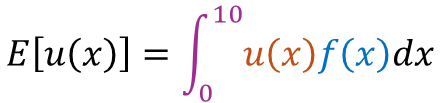 E[u(x)] = ∫₀¹⁰ u(x)f(x)dx